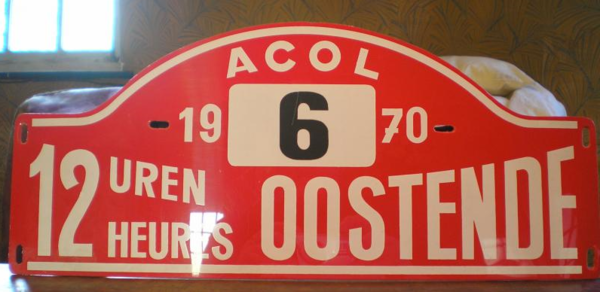 ACOL
19 6 70
12 UREN HEURES OOSTENDE